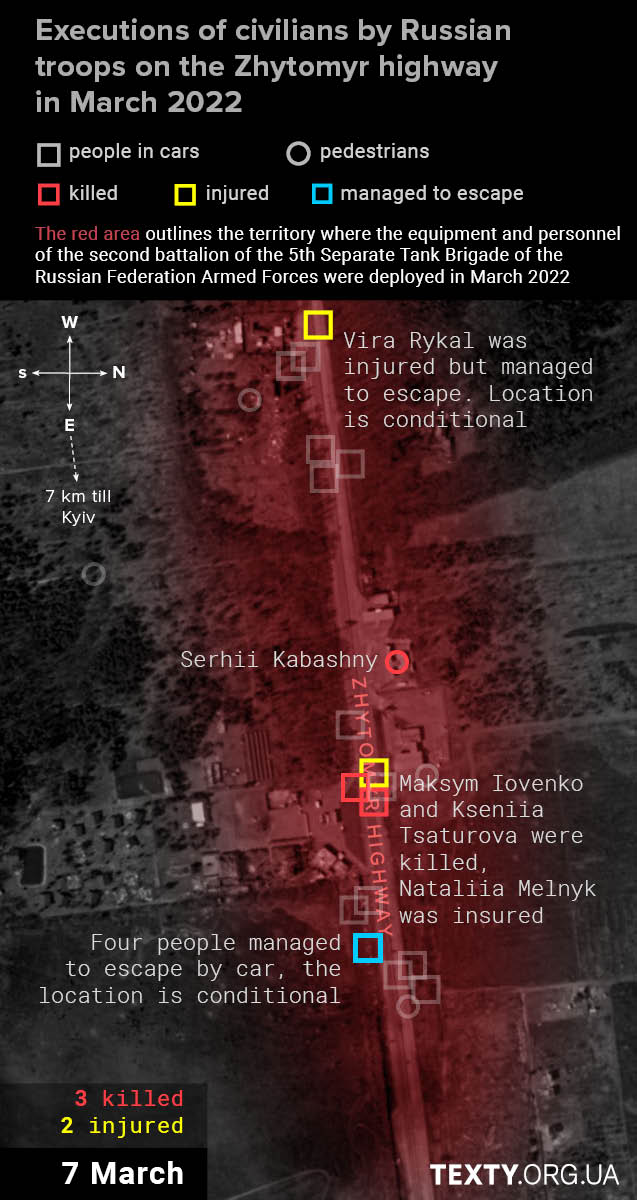 Executions of civilians by Russian
troops on the Zhytomyr highway
in March 2022
people in cars
pedestrians
killed
injured
managed to escape
The red area outlines the territory where the equipment and personnel
of the second battalion of the 5th Separate Tank Brigade of the
Russian Federation Armed Forces were deployed in March 2022
W
S
N
E
7 km till
Kyiv
Vira Rykal was
injured but managed
to escape. Location
is conditional
Serhii Kabashny
ZHYTOMYR HIGHWAY
Maksym Iovenko
and Kseniia
Tsaturova were
killed,
Nataliia Melnyk
was insured
Four people managed
to escape by car, the
location is conditional
3 killed
2 injured
7 March
TEXTY.ORG.UA